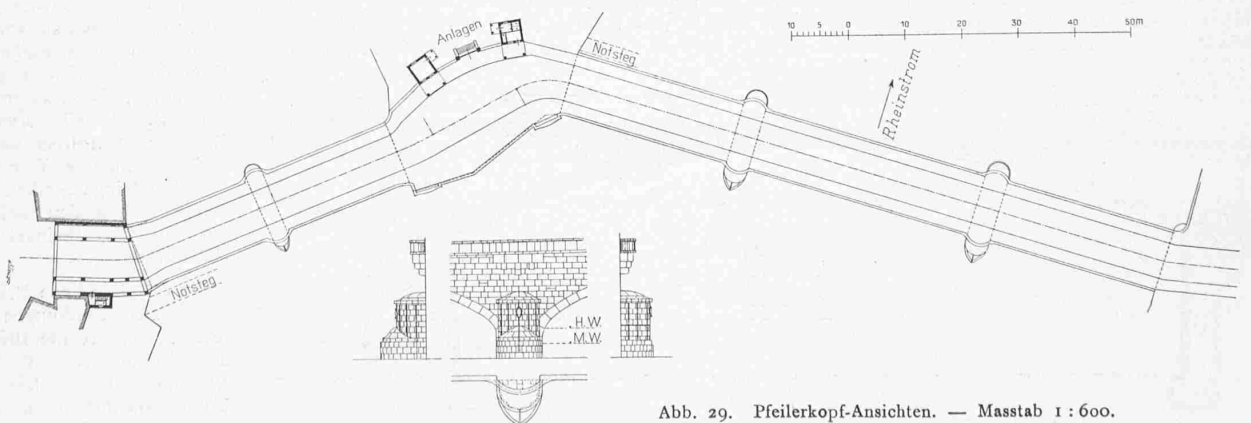 Anlagen
10 5 0 10 20 30 40 50m
Notsteg
Rheinstrom
Notsteg
H.W.
M.W.
Abb. 29. Pfeilerkopf-Ansichten. — Masstab 1 : 600.